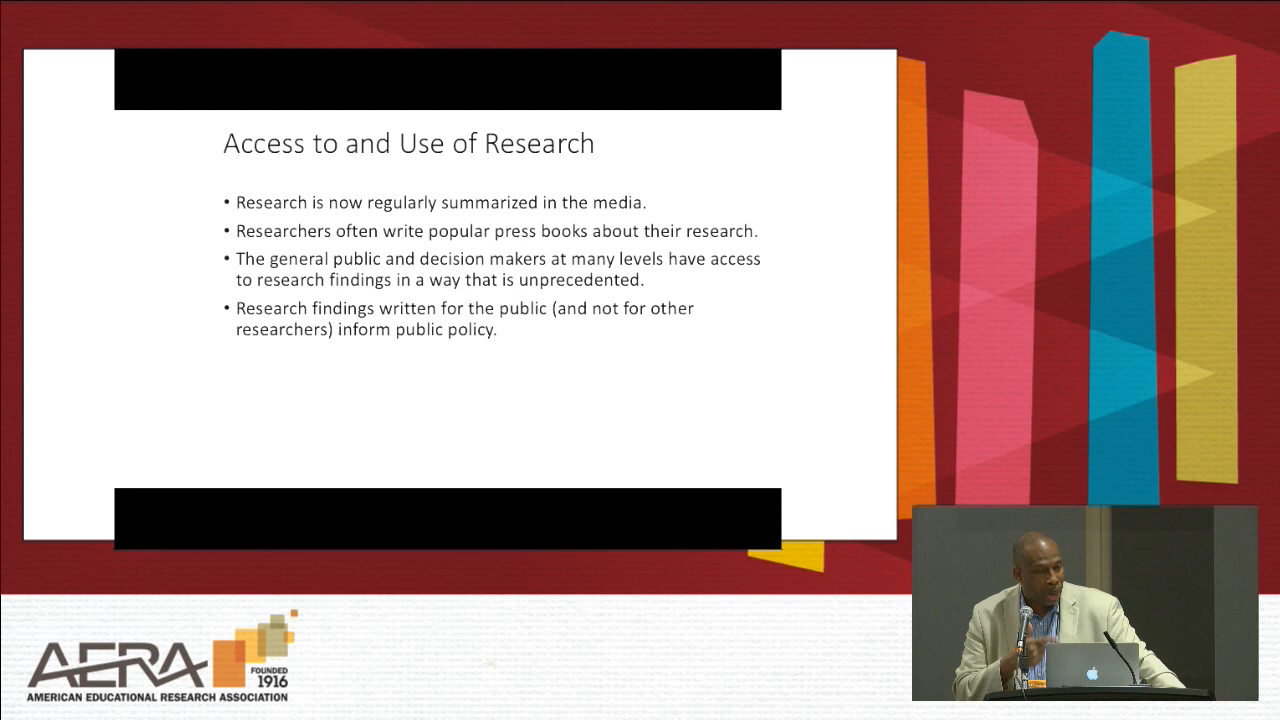 Access to and Use of Research
• Research is now regularly summarized in the media.
• Researchers often write popular press books about their research.
• The general public and decision makers at many levels have access
to research findings in a way that is unprecedented.
• Research findings written for the public (and not for other
researchers) inform public policy.
AERA
FOUNDED
1916
AMERICAN EDUCATIONAL RESEARCH ASSOCIATION